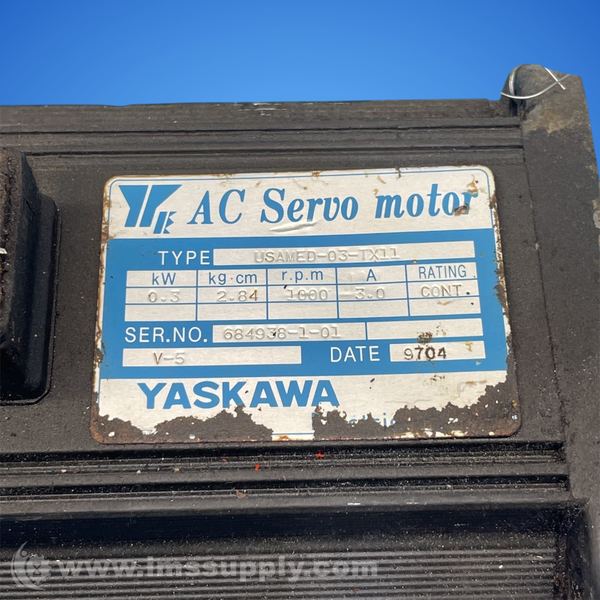 AC Servo motor
TYPE USAMED-03-TX11
kW kg·cm r.p.m A RATING
0.3 2.84 1000 3.0 CONT.
SER.NO. 684938-1-01
V-5 DATE 9704
YASKAWA
www.imssupply.com